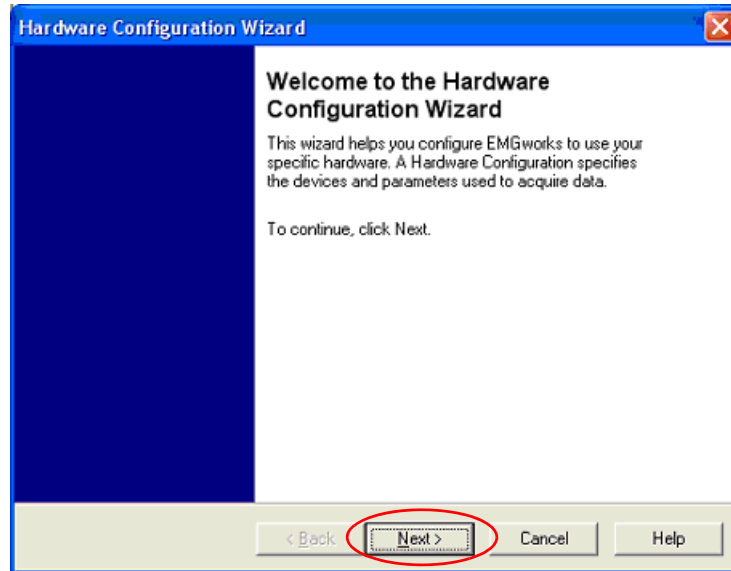 Hardware Configuration Wizard
Welcome to the Hardware
Configuration Wizard
This wizard helps you configure EMGworks to use your
specific hardware. A Hardware Configuration specifies
the devices and parameters used to acquire data.
To continue, click Next.
< Back Next > Cancel Help